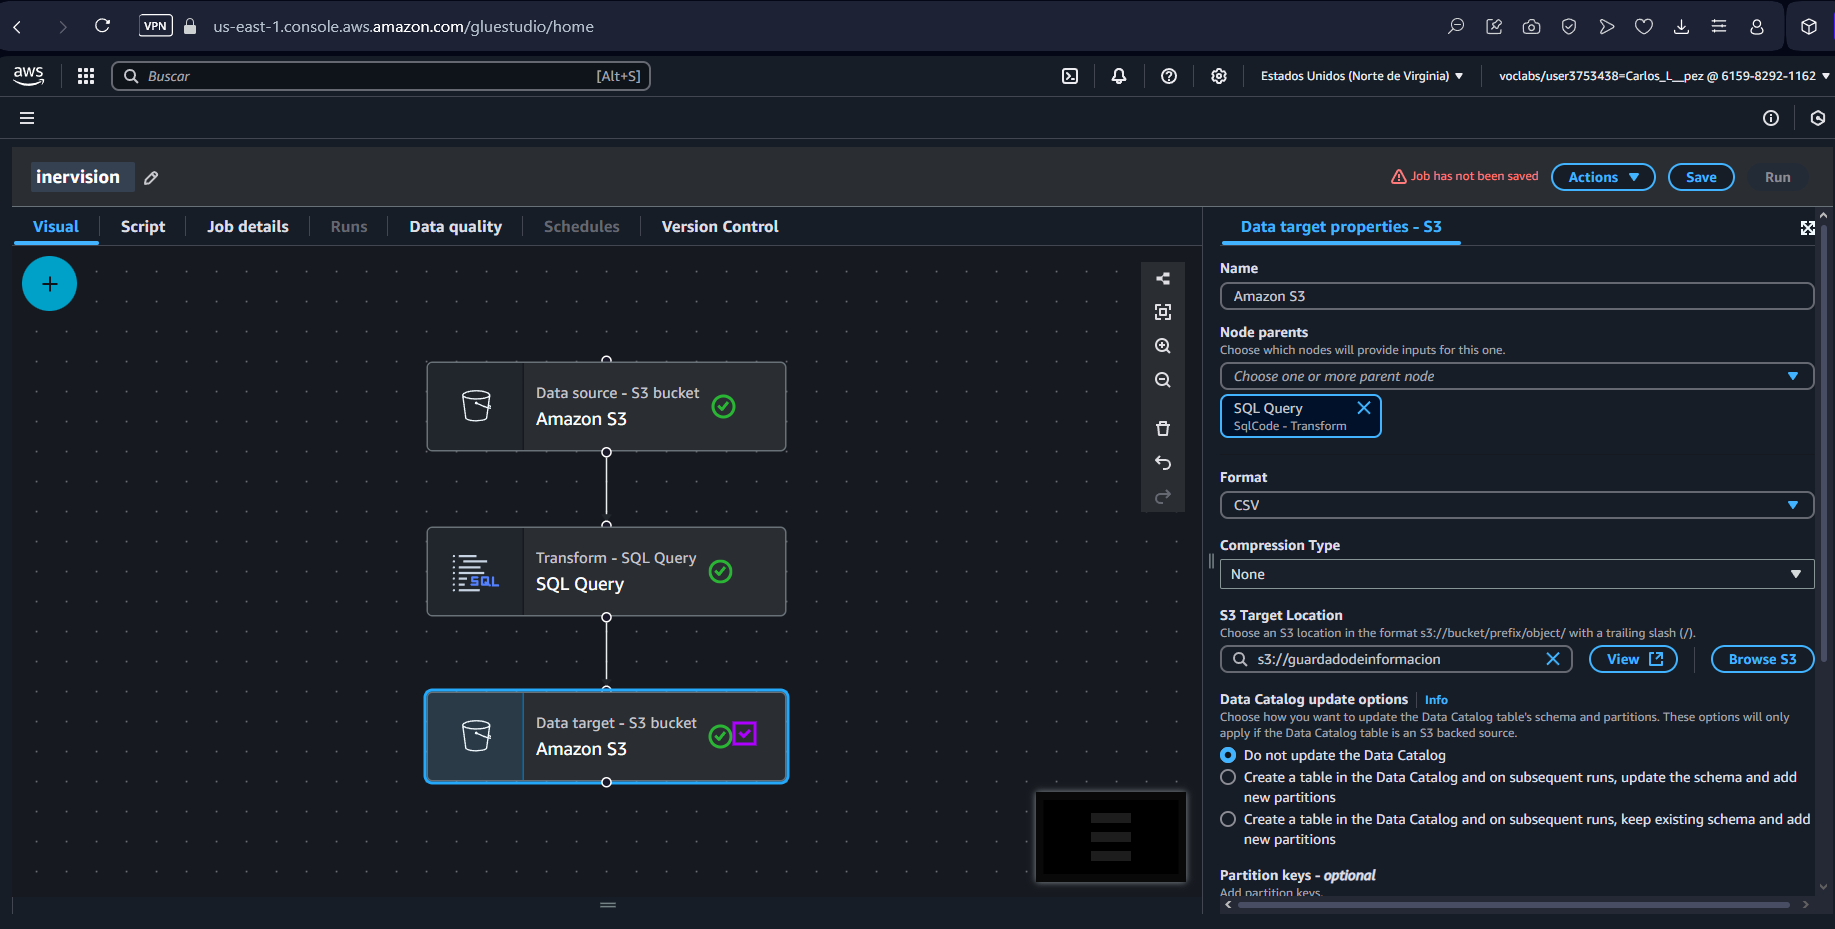 VPN
us-east-1.console.aws.amazon.com/gluestudio/home
aws
Buscar
[Alt+S]
Estados Unidos (Norte de Virginia)
voclabs/user3753438=Carlos_L__pez @ 6159-8292-1162
inervision
Job has not been saved
Actions
Save
Run
Visual
Script
Job details
Runs
Data quality
Schedules
Version Control
Data source - S3 bucket
Amazon S3
Transform - SQL Query
SQL
SQL Query
Data target - S3 bucket
Amazon S3
Data target properties - S3
Name
Amazon S3
Node parents
Choose which nodes will provide inputs for this one.
Choose one or more parent node
SQL Query
SqlCode - Transform
Format
CSV
Compression Type
None
S3 Target Location
Choose an S3 location in the format s3://bucket/prefix/object/ with a trailing slash (/).
s3://guardadodeinformacion
View
Browse S3
Data Catalog update options
Info
Choose how you want to update the Data Catalog table's schema and partitions. These options will only
apply if the Data Catalog table is an S3 backed source.
Do not update the Data Catalog
Create a table in the Data Catalog and on subsequent runs, update the schema and add
new partitions
Create a table in the Data Catalog and on subsequent runs, keep existing schema and add
new partitions
Partition keys - optional
Add partition keys.